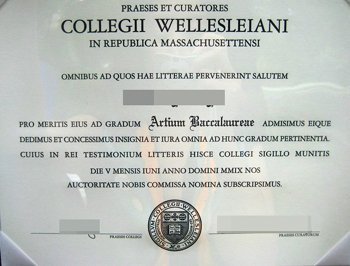 PRAESES ET CURATORES
COLLEGII WELLESLEIANI
IN REPUBLICA MASSACHUSETTENSI
OMNIBUS AD QUOS HAE LITTERAE PERVENERINT SALUTEM
PRO MERITIS EIUS AD GRADUM Artium Baccalaureae ADMISIMUS EIQUE
DEDIMUS ET CONCESSIMUS INSIGNIA ET IURA OMNIA AD HUNC GRADUM PERTINENTIA.
CUIUS IN REI TESTIMONIUM LITTERIS HISCE COLLEGI SIGILLO MUNITIS
DIE V MENSIS IUNI ANNO DOMINI MMIX NOS
AUCTORITATE NOBIS COMMISSA NOMINA SUBSCRIPSIMUS.
PRAESES COLLEGII
PRAESES CURATORUM